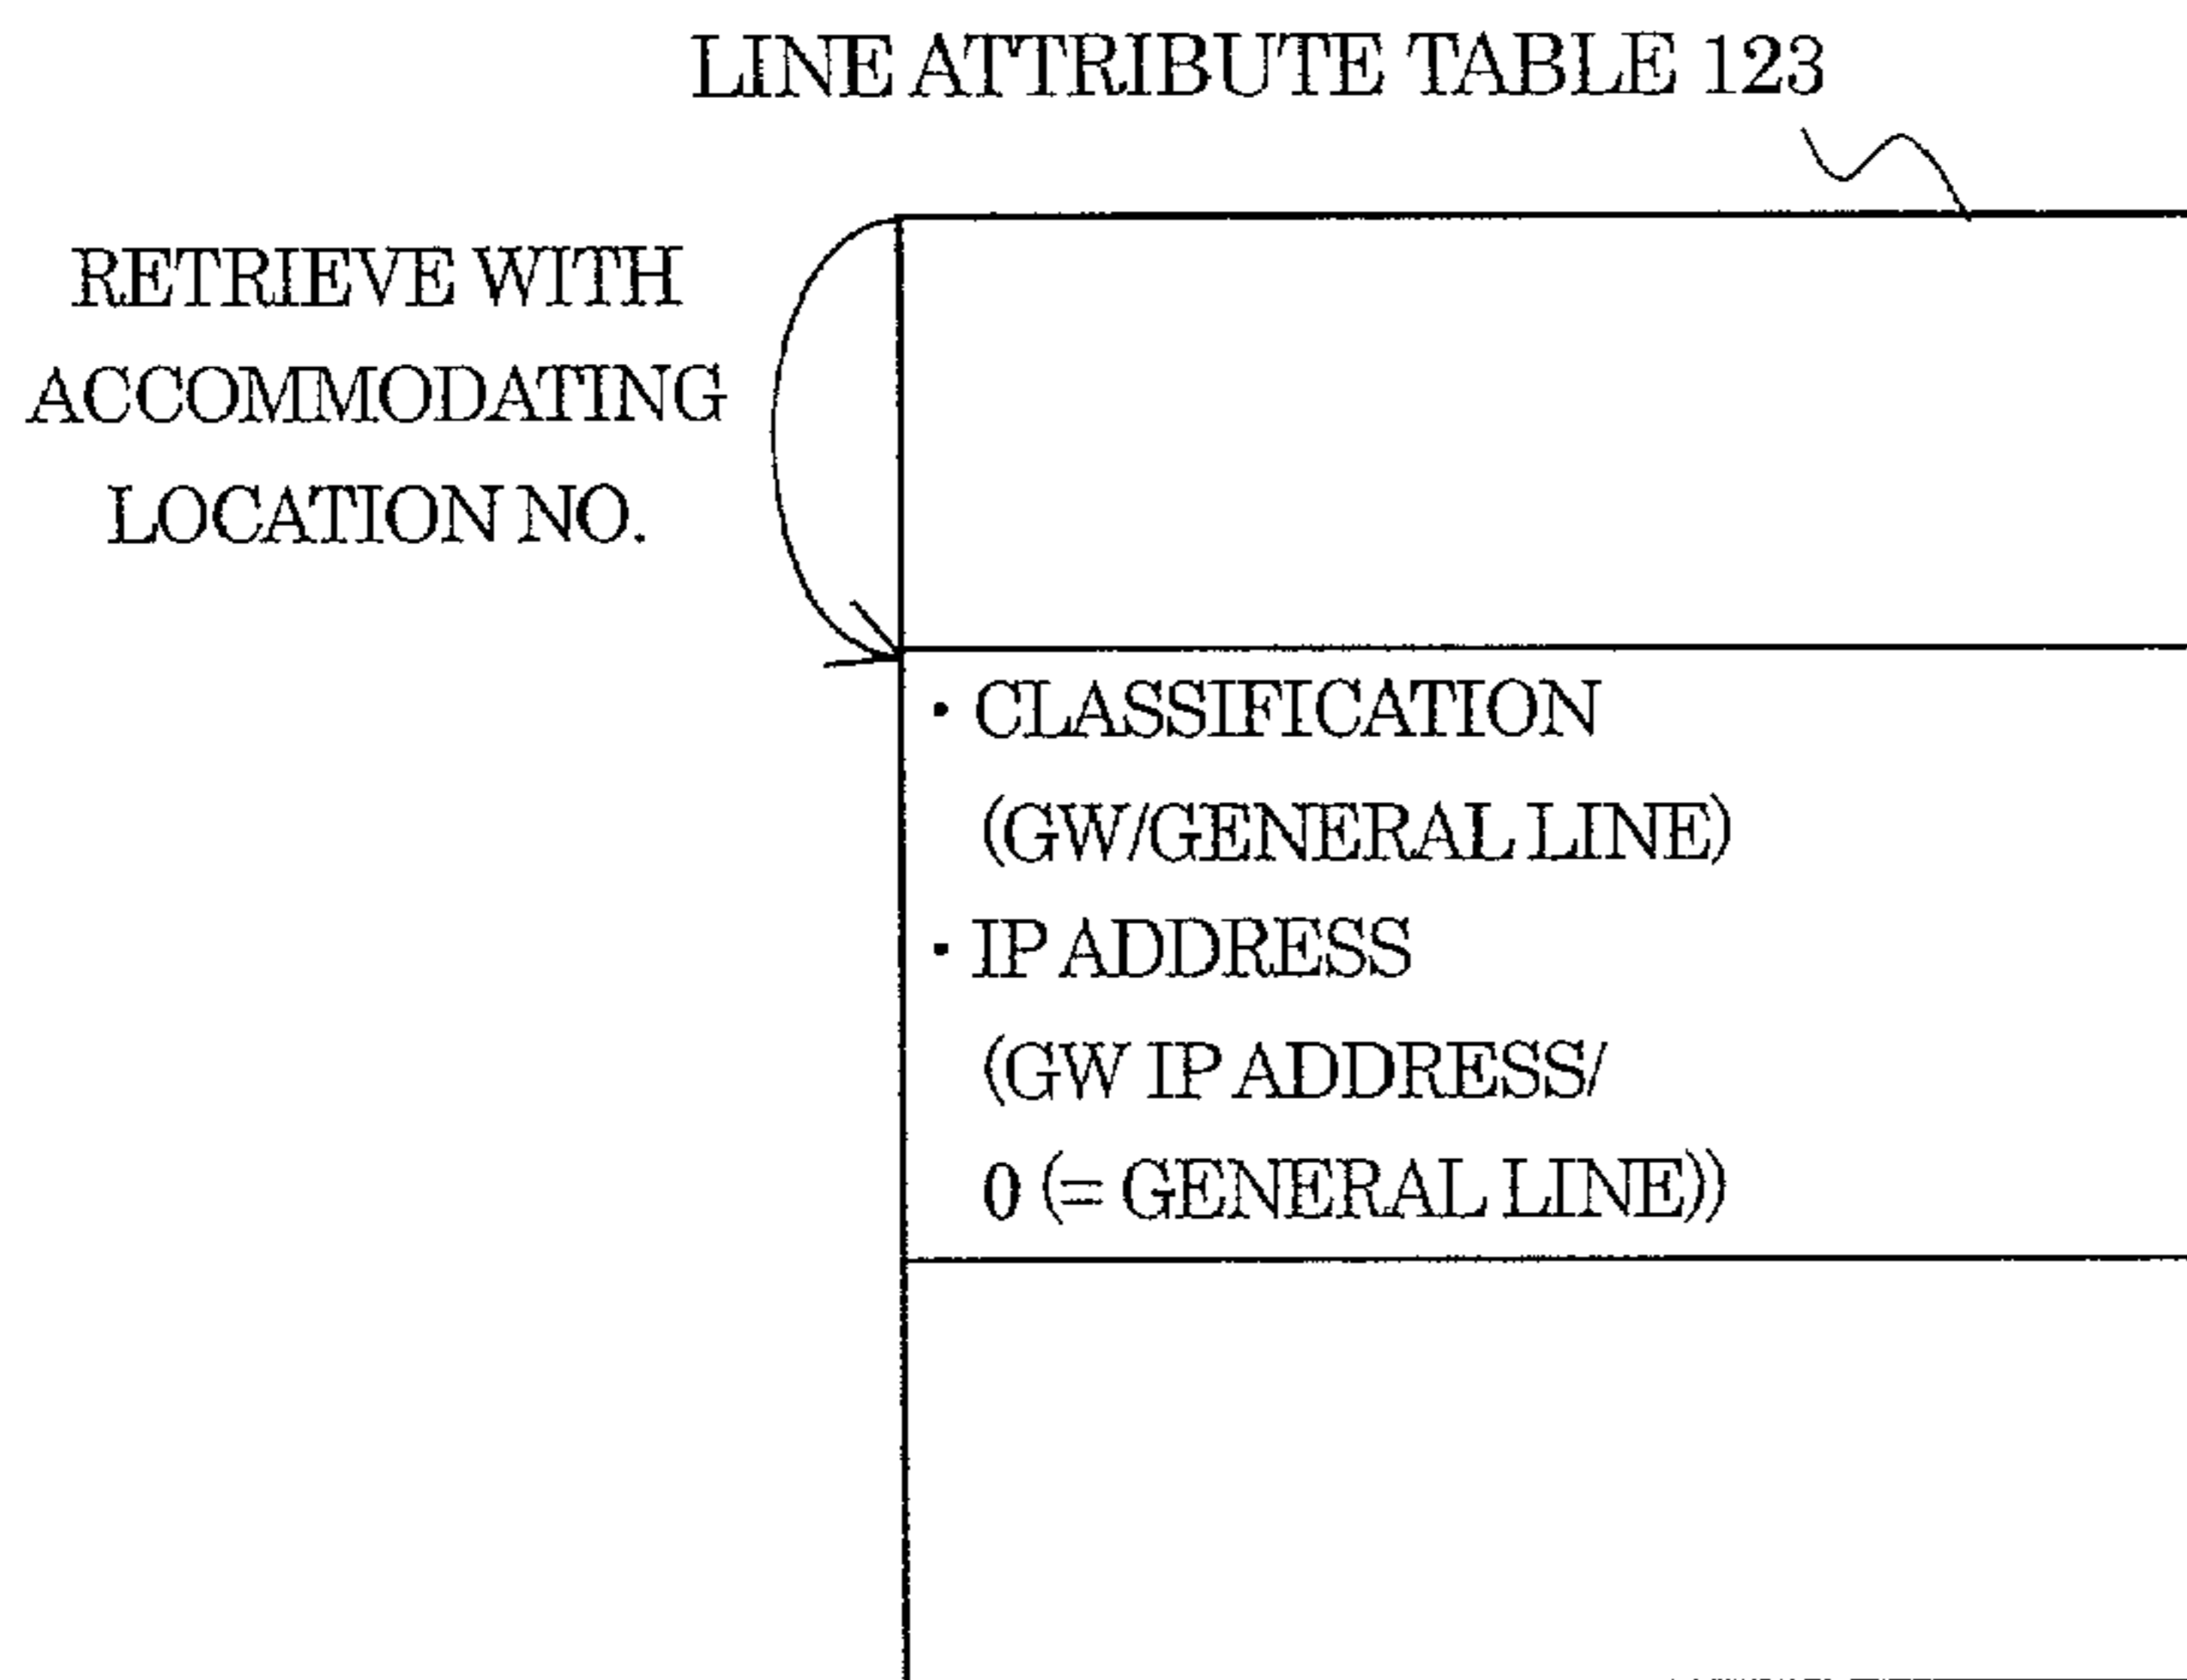 LINE ATTRIBUTE TABLE 123
RETRIEVE WITH
ACCOMMODATING
LOCATION NO.
・CLASSIFICATION
(GW/GENERAL LINE)
・IP ADDRESS
(GW IP ADDRESS/
0 (= GENERAL LINE))